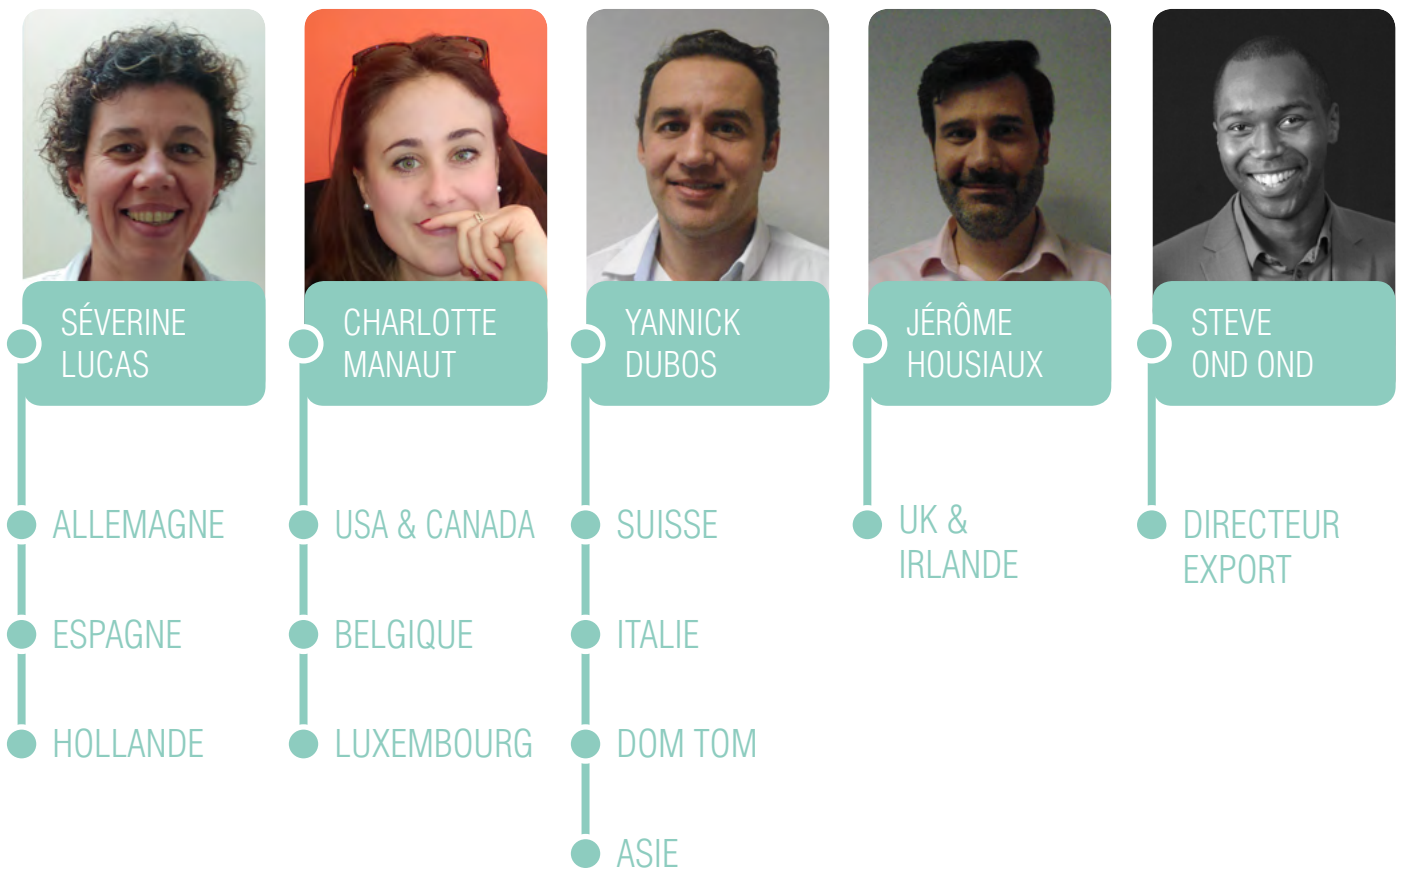 SÉVERINE
LUCAS
ALLEMAGNE
ESPAGNE
HOLLANDE
CHARLOTTE
MANAUT
USA & CANADA
BELGIQUE
LUXEMBOURG
YANNICK
DUBOS
SUISSE
ITALIE
DOM TOM
ASIE
JÉRÔME
HOUSIAUX
UK &
IRLANDE
STEVE
OND OND
DIRECTEUR
EXPORT